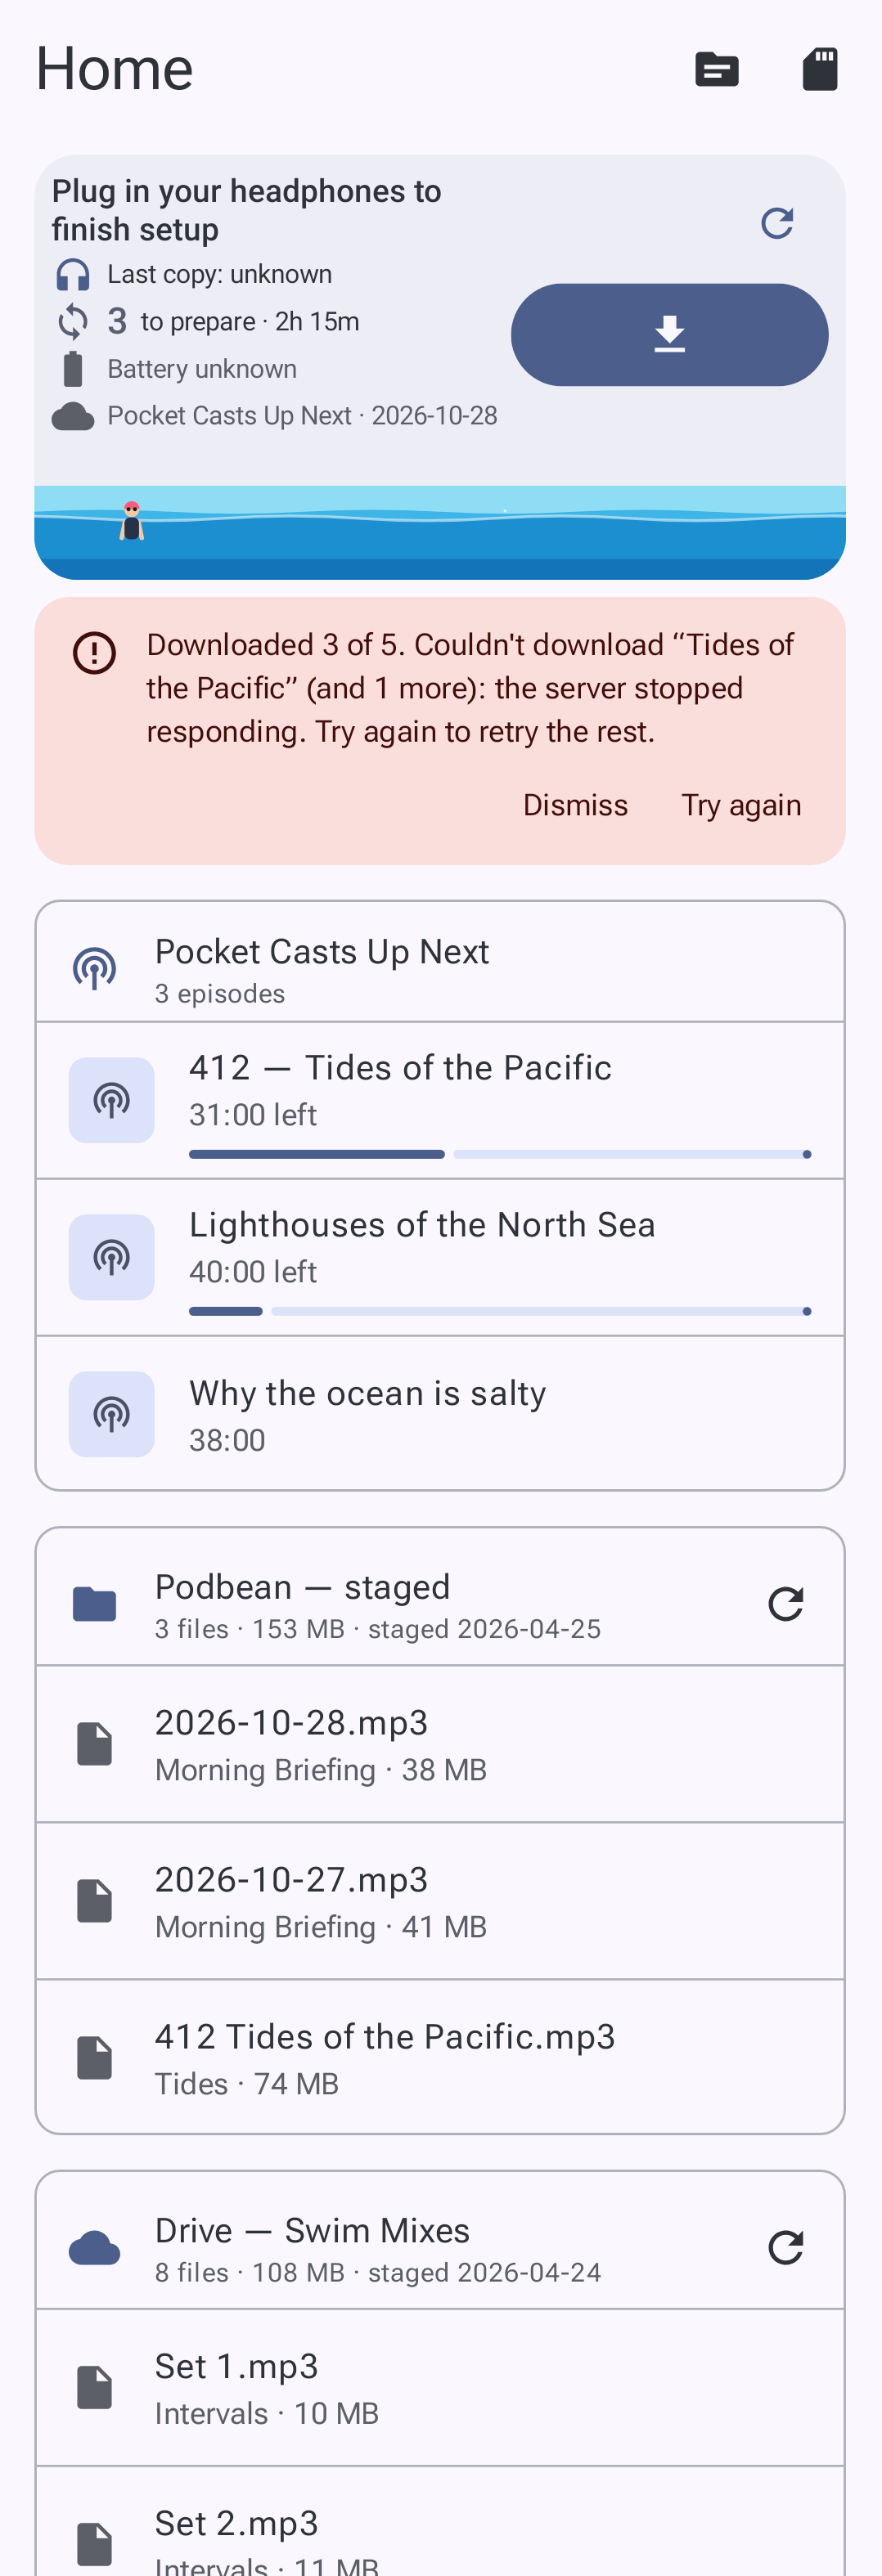 Home
Plug in your headphones to
finish setup
Last copy: unknown
3 to prepare · 2h 15m
Battery unknown
Pocket Casts Up Next · 2026-10-28
Downloaded 3 of 5. Couldn't download “Tides of
the Pacific” (and 1 more): the server stopped
responding. Try again to retry the rest.
Dismiss Try again
Pocket Casts Up Next
3 episodes
412 — Tides of the Pacific
31:00 left
Lighthouses of the North Sea
40:00 left
Why the ocean is salty
38:00
Podbean — staged
3 files · 153 MB · staged 2026-04-25
2026-10-28.mp3
Morning Briefing · 38 MB
2026-10-27.mp3
Morning Briefing · 41 MB
412 Tides of the Pacific.mp3
Tides · 74 MB
Drive — Swim Mixes
8 files · 108 MB · staged 2026-04-24
Set 1.mp3
Intervals · 10 MB
Set 2.mp3
Intervals · 11 MB